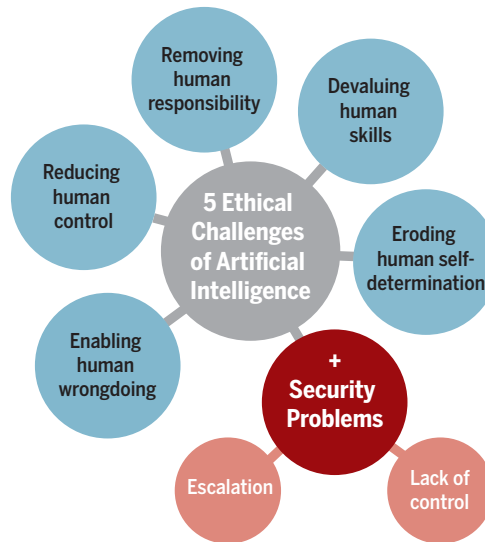 Removing
human
responsibility
Devaluing
human
skills
Reducing
human
control
5 Ethical
Challenges
of Artificial
Intelligence
Eroding
human self-
determination
Enabling
human
wrongdoing
+
Security
Problems
Escalation
Lack of
control